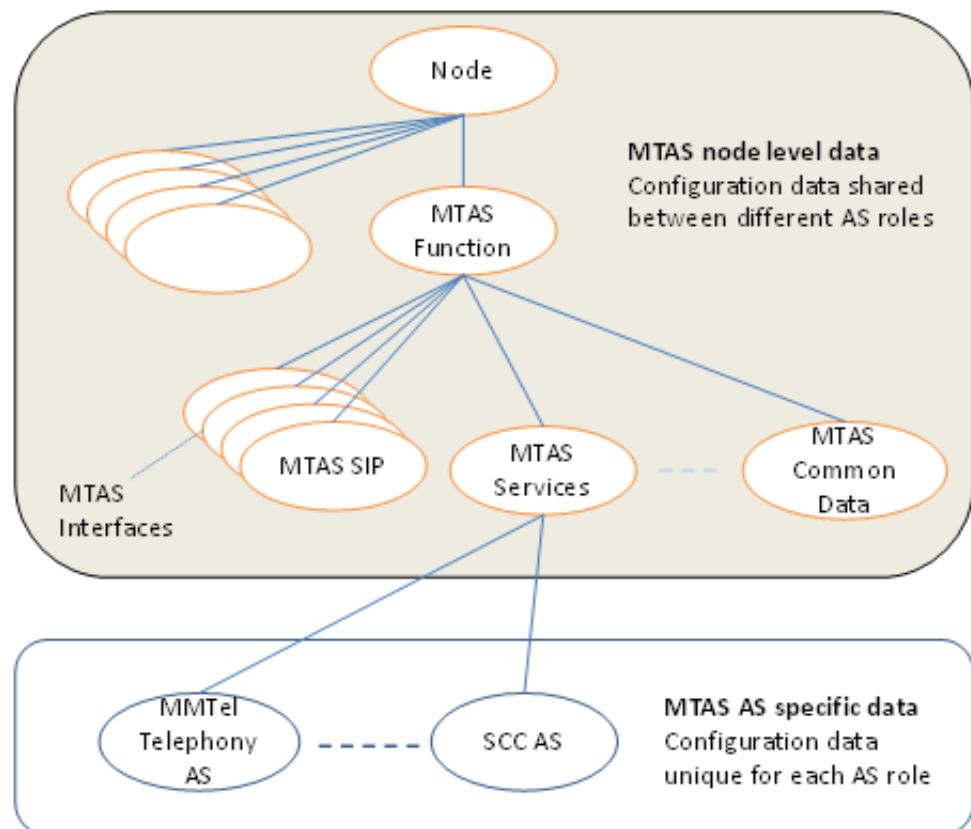 Node
MTAS node level data
Configuration data shared
between different AS roles
MTAS
Function
MTAS SIP
MTAS
Services
MTAS
Common
Data
MTAS
Interfaces
MMTel
Telephony
AS
SCC AS
MTAS AS specific data
Configuration data
unique for each AS role